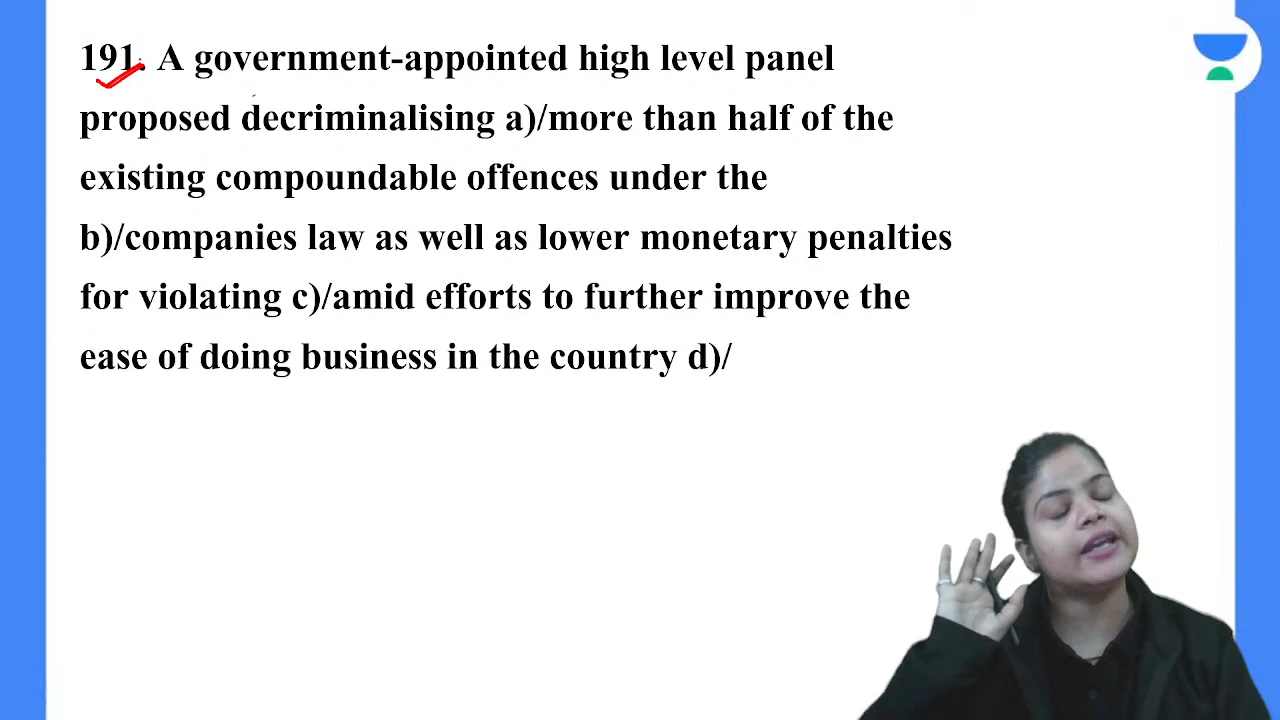 191. A government-appointed high level panel
proposed decriminalising a)/more than half of the
existing compoundable offences under the
b)/companies law as well as lower monetary penalties
for violating c)/amid efforts to further improve the
ease of doing business in the country d)/